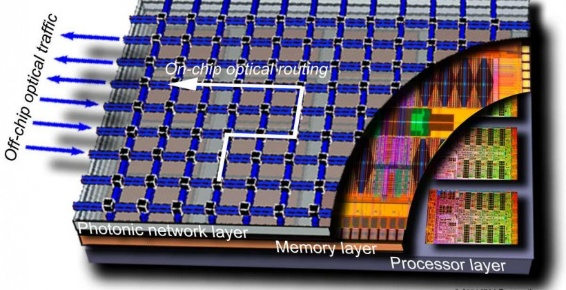 On-chip optical routing
Off-chip optical traffic
Photonic network layer
Memory layer
Processor layer